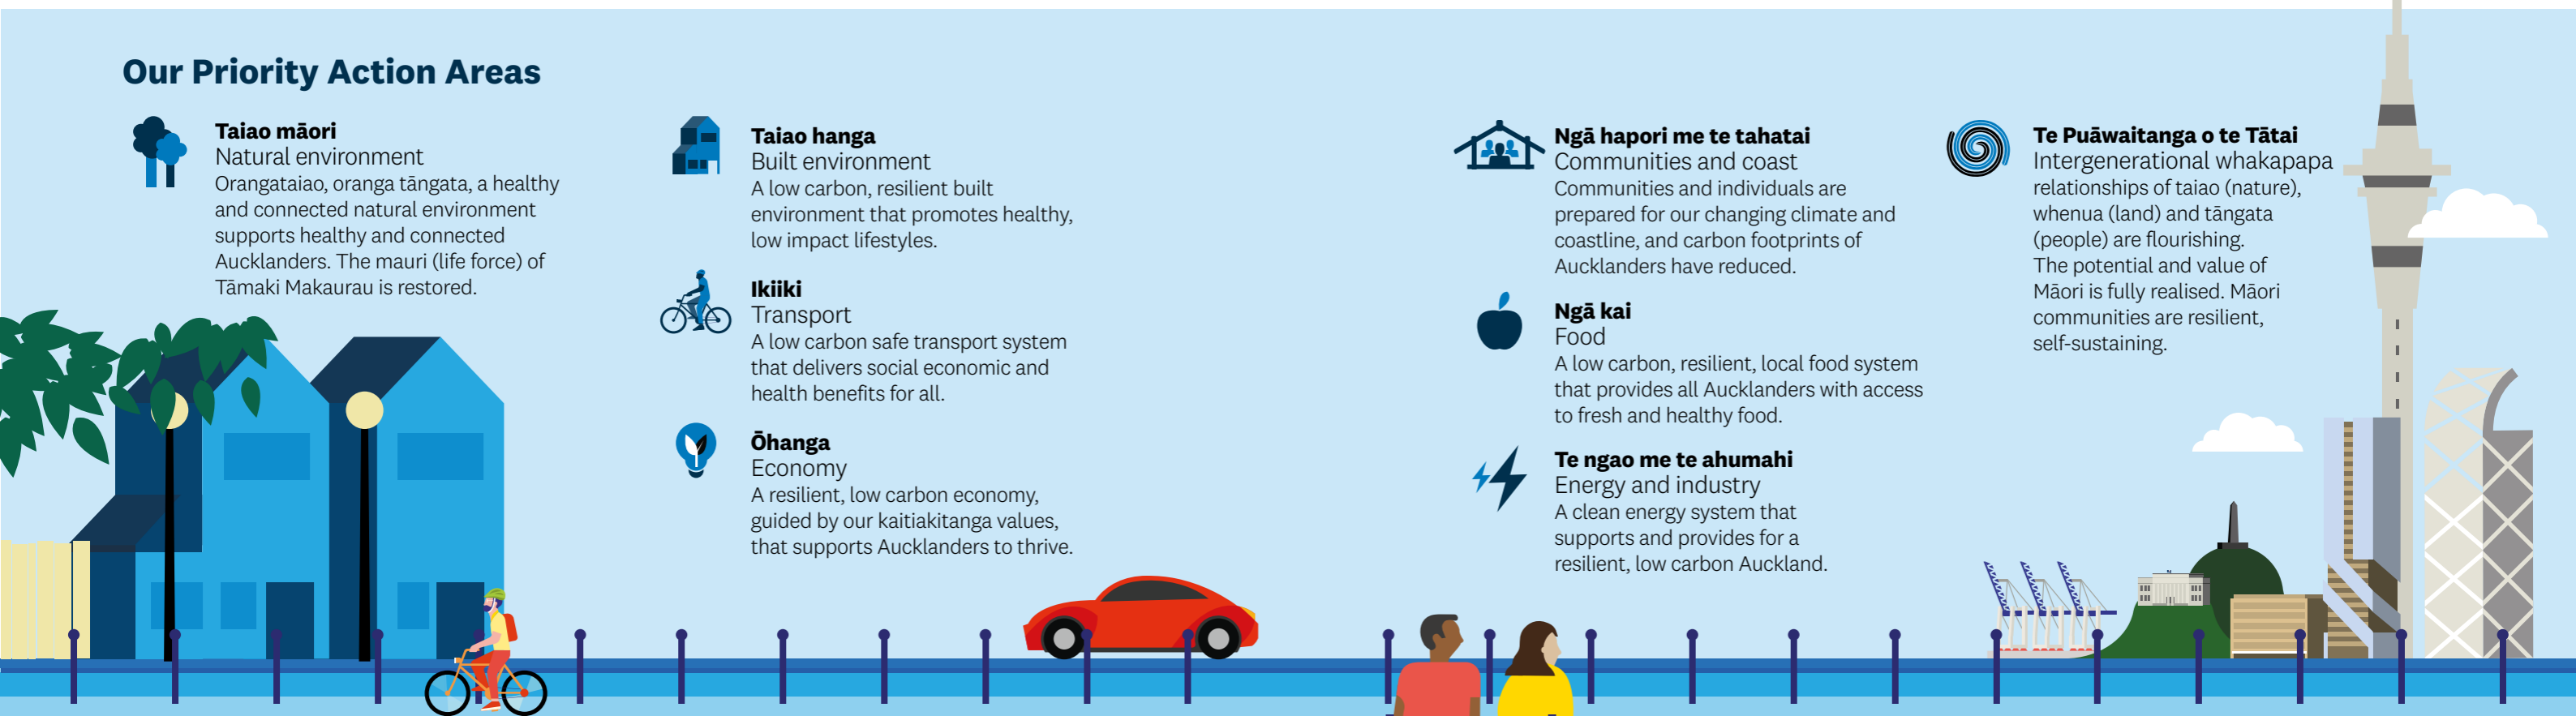 Our Priority Action Areas
Taiao māori
Natural environment
Orangataiao, oranga tāngata, a healthy
and connected natural environment
supports healthy and connected
Aucklanders. The mauri (life force) of
Tāmaki Makaurau is restored.
Taiao hanga
Built environment
A low carbon, resilient built
environment that promotes healthy,
low impact lifestyles.
Ikiiki
Transport
A low carbon safe transport system
that delivers social economic and
health benefits for all.
Ōhanga
Economy
A resilient, low carbon economy,
guided by our kaitiakitanga values,
that supports Aucklanders to thrive.
Ngā hapori me te tahatai
Communities and coast
Communities and individuals are
prepared for our changing climate and
coastline, and carbon footprints of
Aucklanders have reduced.
Ngā kai
Food
A low carbon, resilient, local food system
that provides all Aucklanders with access
to fresh and healthy food.
Te ngao me te ahumahi
Energy and industry
A clean energy system that
supports and provides for a
resilient, low carbon Auckland.
Te Puāwaitanga o te Tātai
Intergenerational whakapapa
relationships of taiao (nature),
whenua (land) and tāngata
(people) are flourishing.
The potential and value of
Māori is fully realised. Māori
communities are resilient,
self-sustaining.